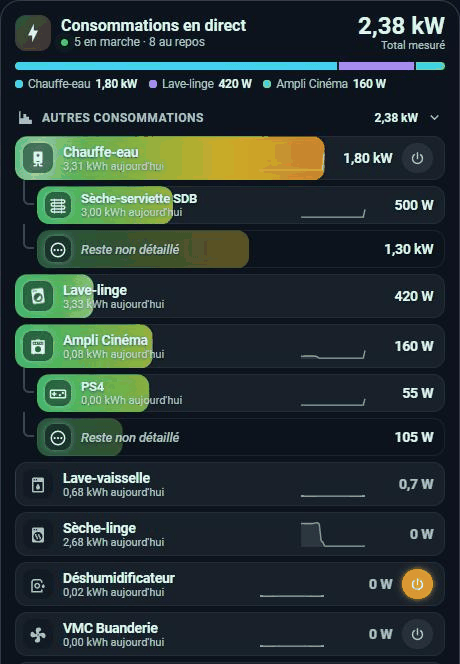 Consommations en direct
5 en marche · 8 au repos
2,38 kW
Total mesuré
Chauffe-eau 1,80 kW Lave-linge 420 W Ampli Cinéma 160 W
AUTRES CONSOMMATIONS 2,38 kW
Chauffe-eau
3,31 kWh aujourd'hui
1,80 kW
Sèche-serviette SDB
3,00 kWh aujourd'hui
500 W
Reste non détaillé
1,30 kW
Lave-linge
3,33 kWh aujourd'hui
420 W
Ampli Cinéma
0,08 kWh aujourd'hui
160 W
PS4
0,00 kWh aujourd'hui
55 W
Reste non détaillé
105 W
Lave-vaisselle
0,68 kWh aujourd'hui
0,7 W
Sèche-linge
2,68 kWh aujourd'hui
0 W
Déshumidificateur
0,02 kWh aujourd'hui
0 W
VMC Buanderie
0,00 kWh aujourd'hui
0 W